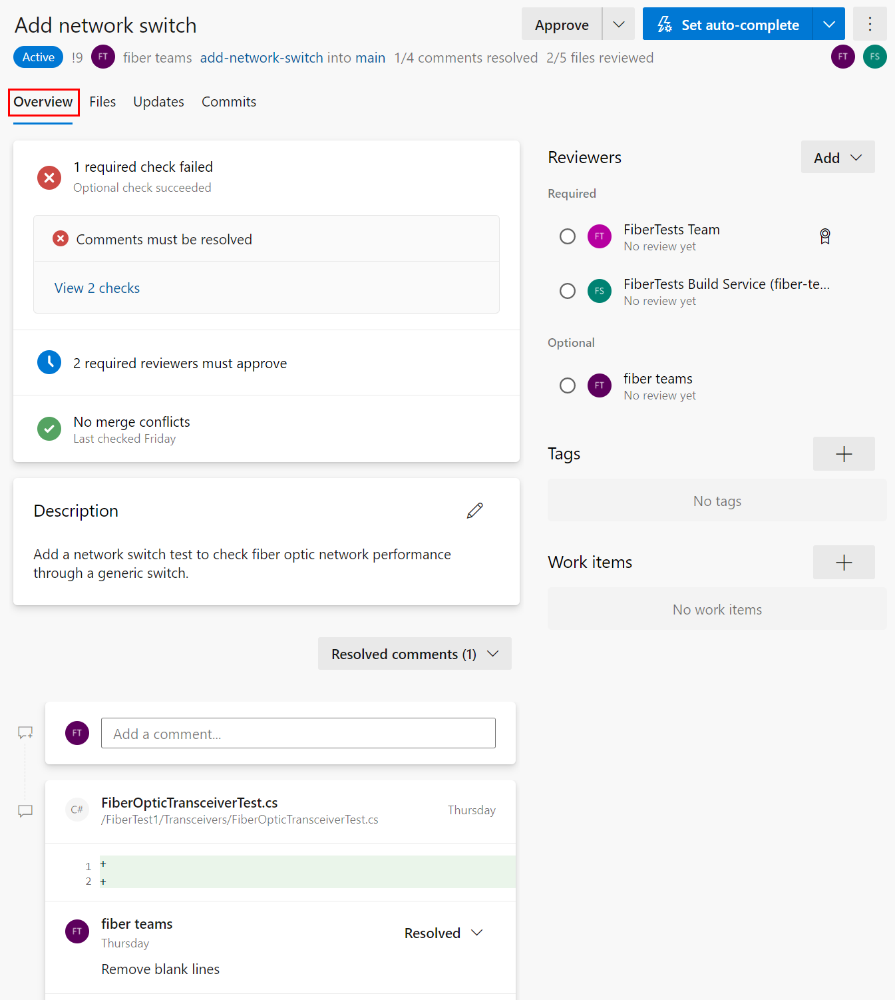 Add network switch
Approve
Set auto-complete
Active !9 FT fiber teams add-network-switch into main 1/4 comments resolved 2/5 files reviewed
FT FS
Overview Files Updates Commits
1 required check failed
Optional check succeeded
Comments must be resolved
View 2 checks
2 required reviewers must approve
No merge conflicts
Last checked Friday
Description
Add a network switch test to check fiber optic network performance
through a generic switch.
Reviewers
Add
Required
FT FiberTests Team
No review yet
FS FiberTests Build Service (fiber-te...
No review yet
Optional
FT fiber teams
No review yet
Tags
No tags
Work items
No work items
Resolved comments (1)
FT Add a comment...
C# FiberOpticTransceiverTest.cs
/FiberTest1/Transceivers/FiberOpticTransceiverTest.cs
Thursday
1 +
2 +
FT fiber teams
Thursday
Resolved
Remove blank lines